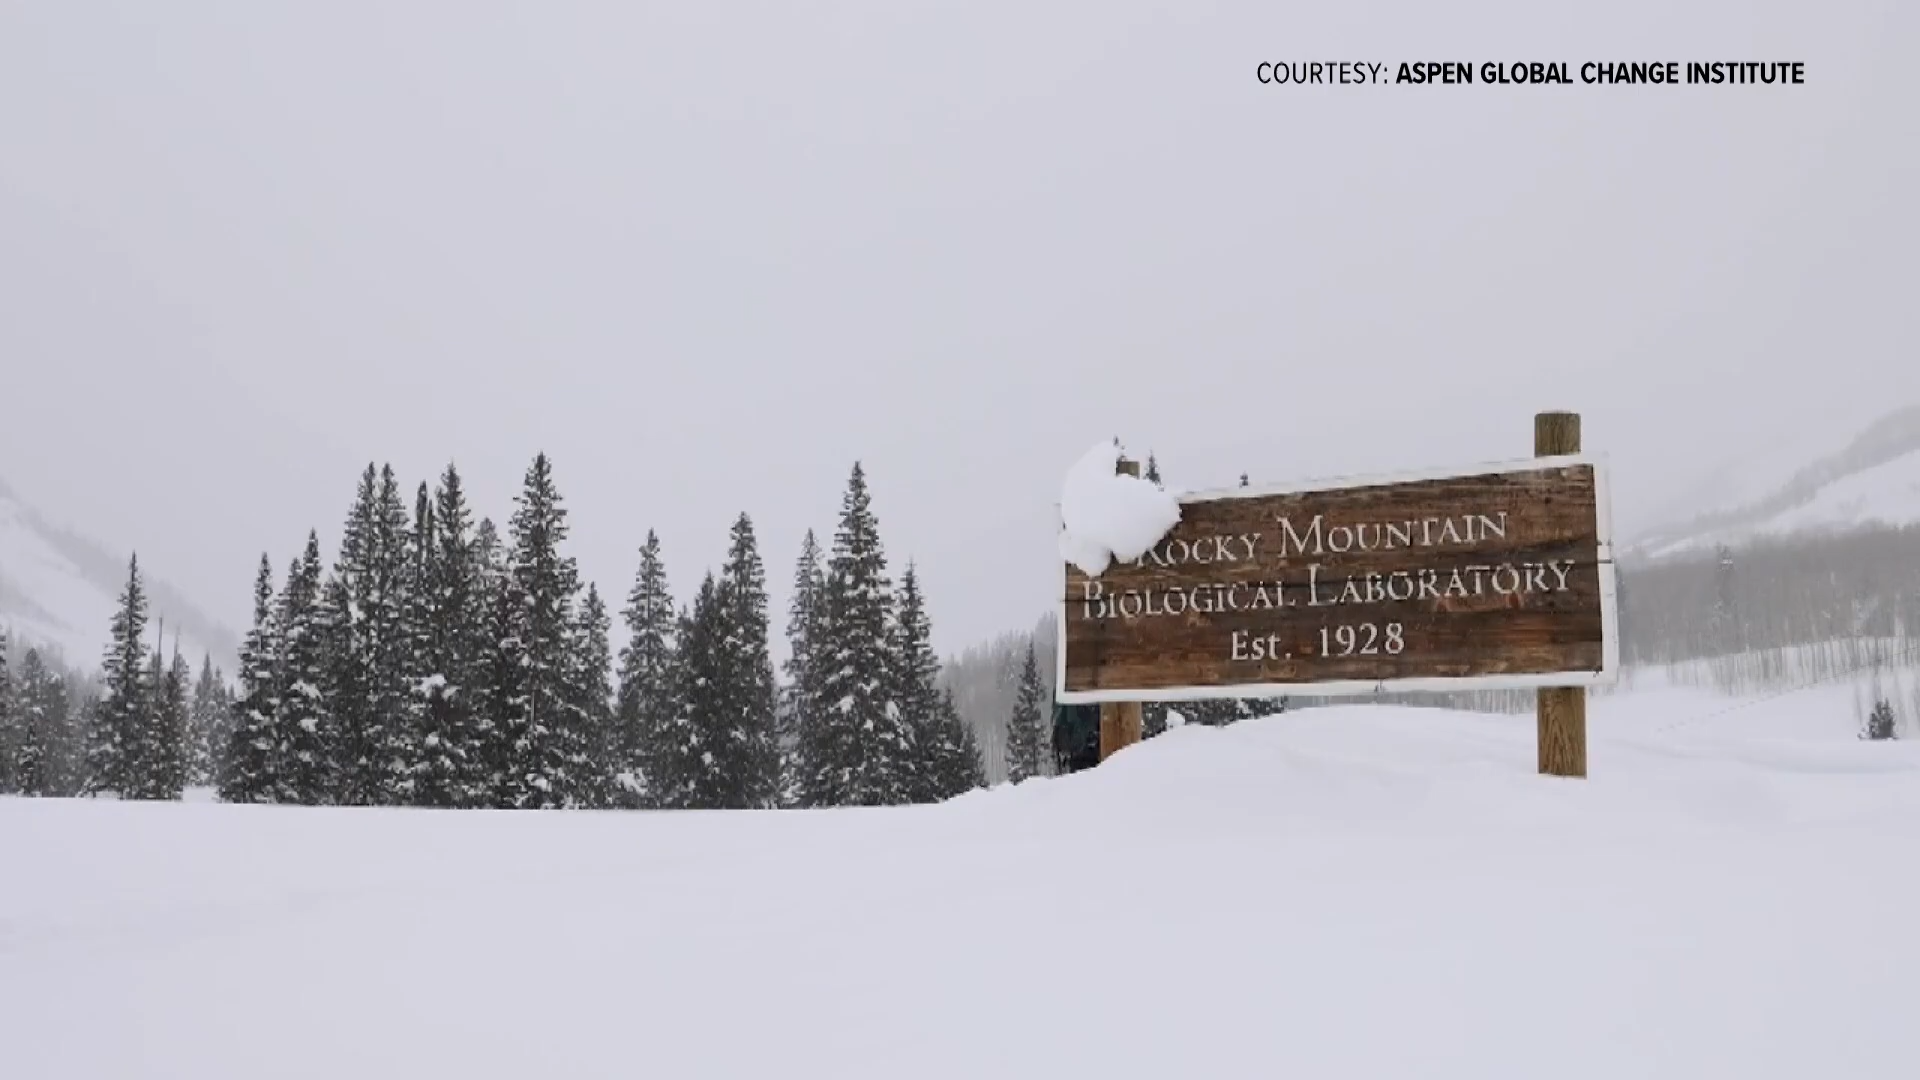 COURTESY: ASPEN GLOBAL CHANGE INSTITUTE
Rocky Mountain
Biological Laboratory
Est. 1928